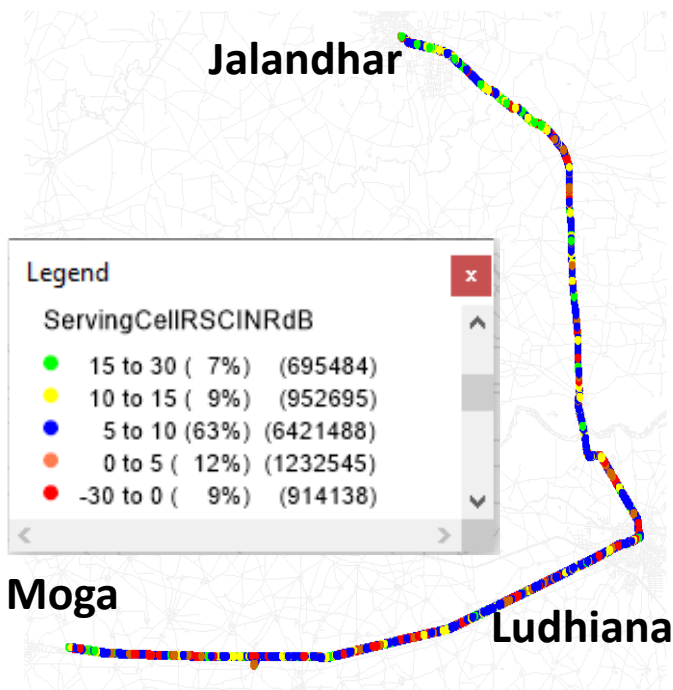 Jalandhar
Legend
x
ServingCellRSCINRdB
15 to 30 ( 7%) (695484)
10 to 15 ( 9%) (952695)
5 to 10 (63%) (6421488)
0 to 5 ( 12%) (1232545)
-30 to 0 ( 9%) (914138)
Moga
Ludhiana